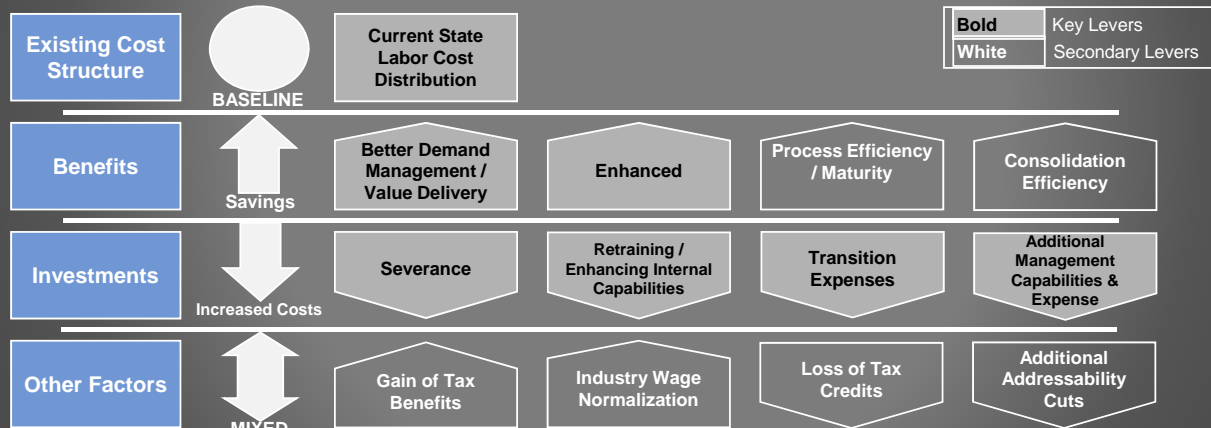 Existing Cost
Structure
BASELINE
Current State
Labor Cost
Distribution
Bold Key Levers
White Secondary Levers
Benefits
Savings
Better Demand
Management /
Value Delivery
Enhanced
Process Efficiency
/ Maturity
Consolidation
Efficiency
Investments
Increased Costs
Severance
Retraining /
Enhancing Internal
Capabilities
Transition
Expenses
Additional
Management
Capabilities &
Expense
Other Factors
MIXED
Gain of Tax
Benefits
Industry Wage
Normalization
Loss of Tax
Credits
Additional
Addressability
Cuts